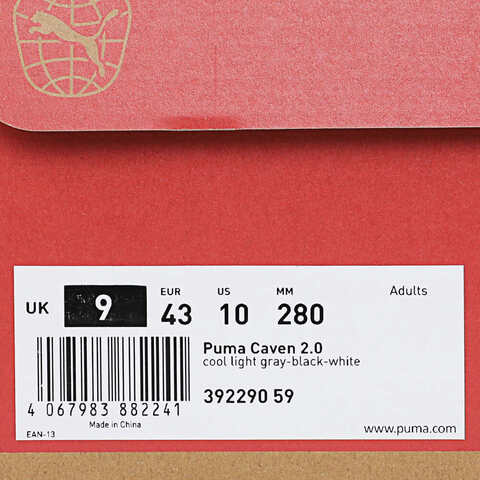 Adults
EUR US MM
UK 9 43 10 280
Puma Caven 2.0
cool light gray-black-white
392290 59
4 067983 882241
Made in China
EAN-13
www.puma.com